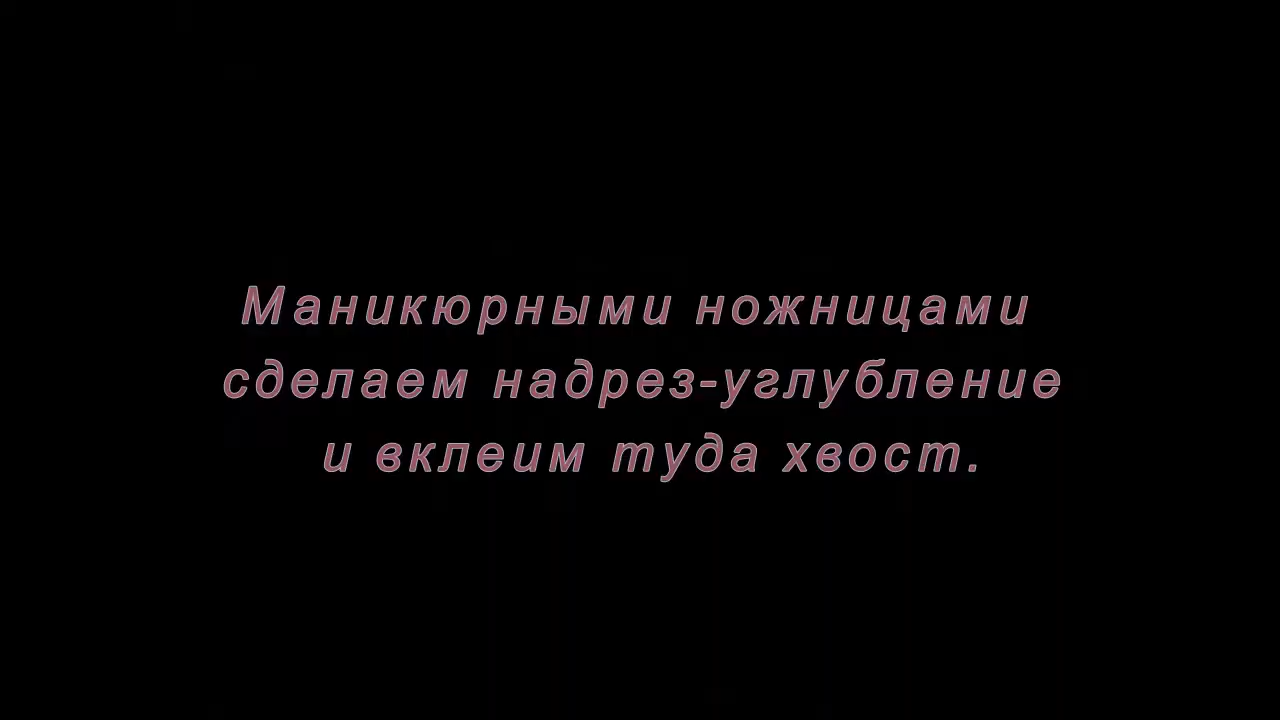 Маникюрными ножницами
сделаем надрез-углубление
и вклеим туда хвост.